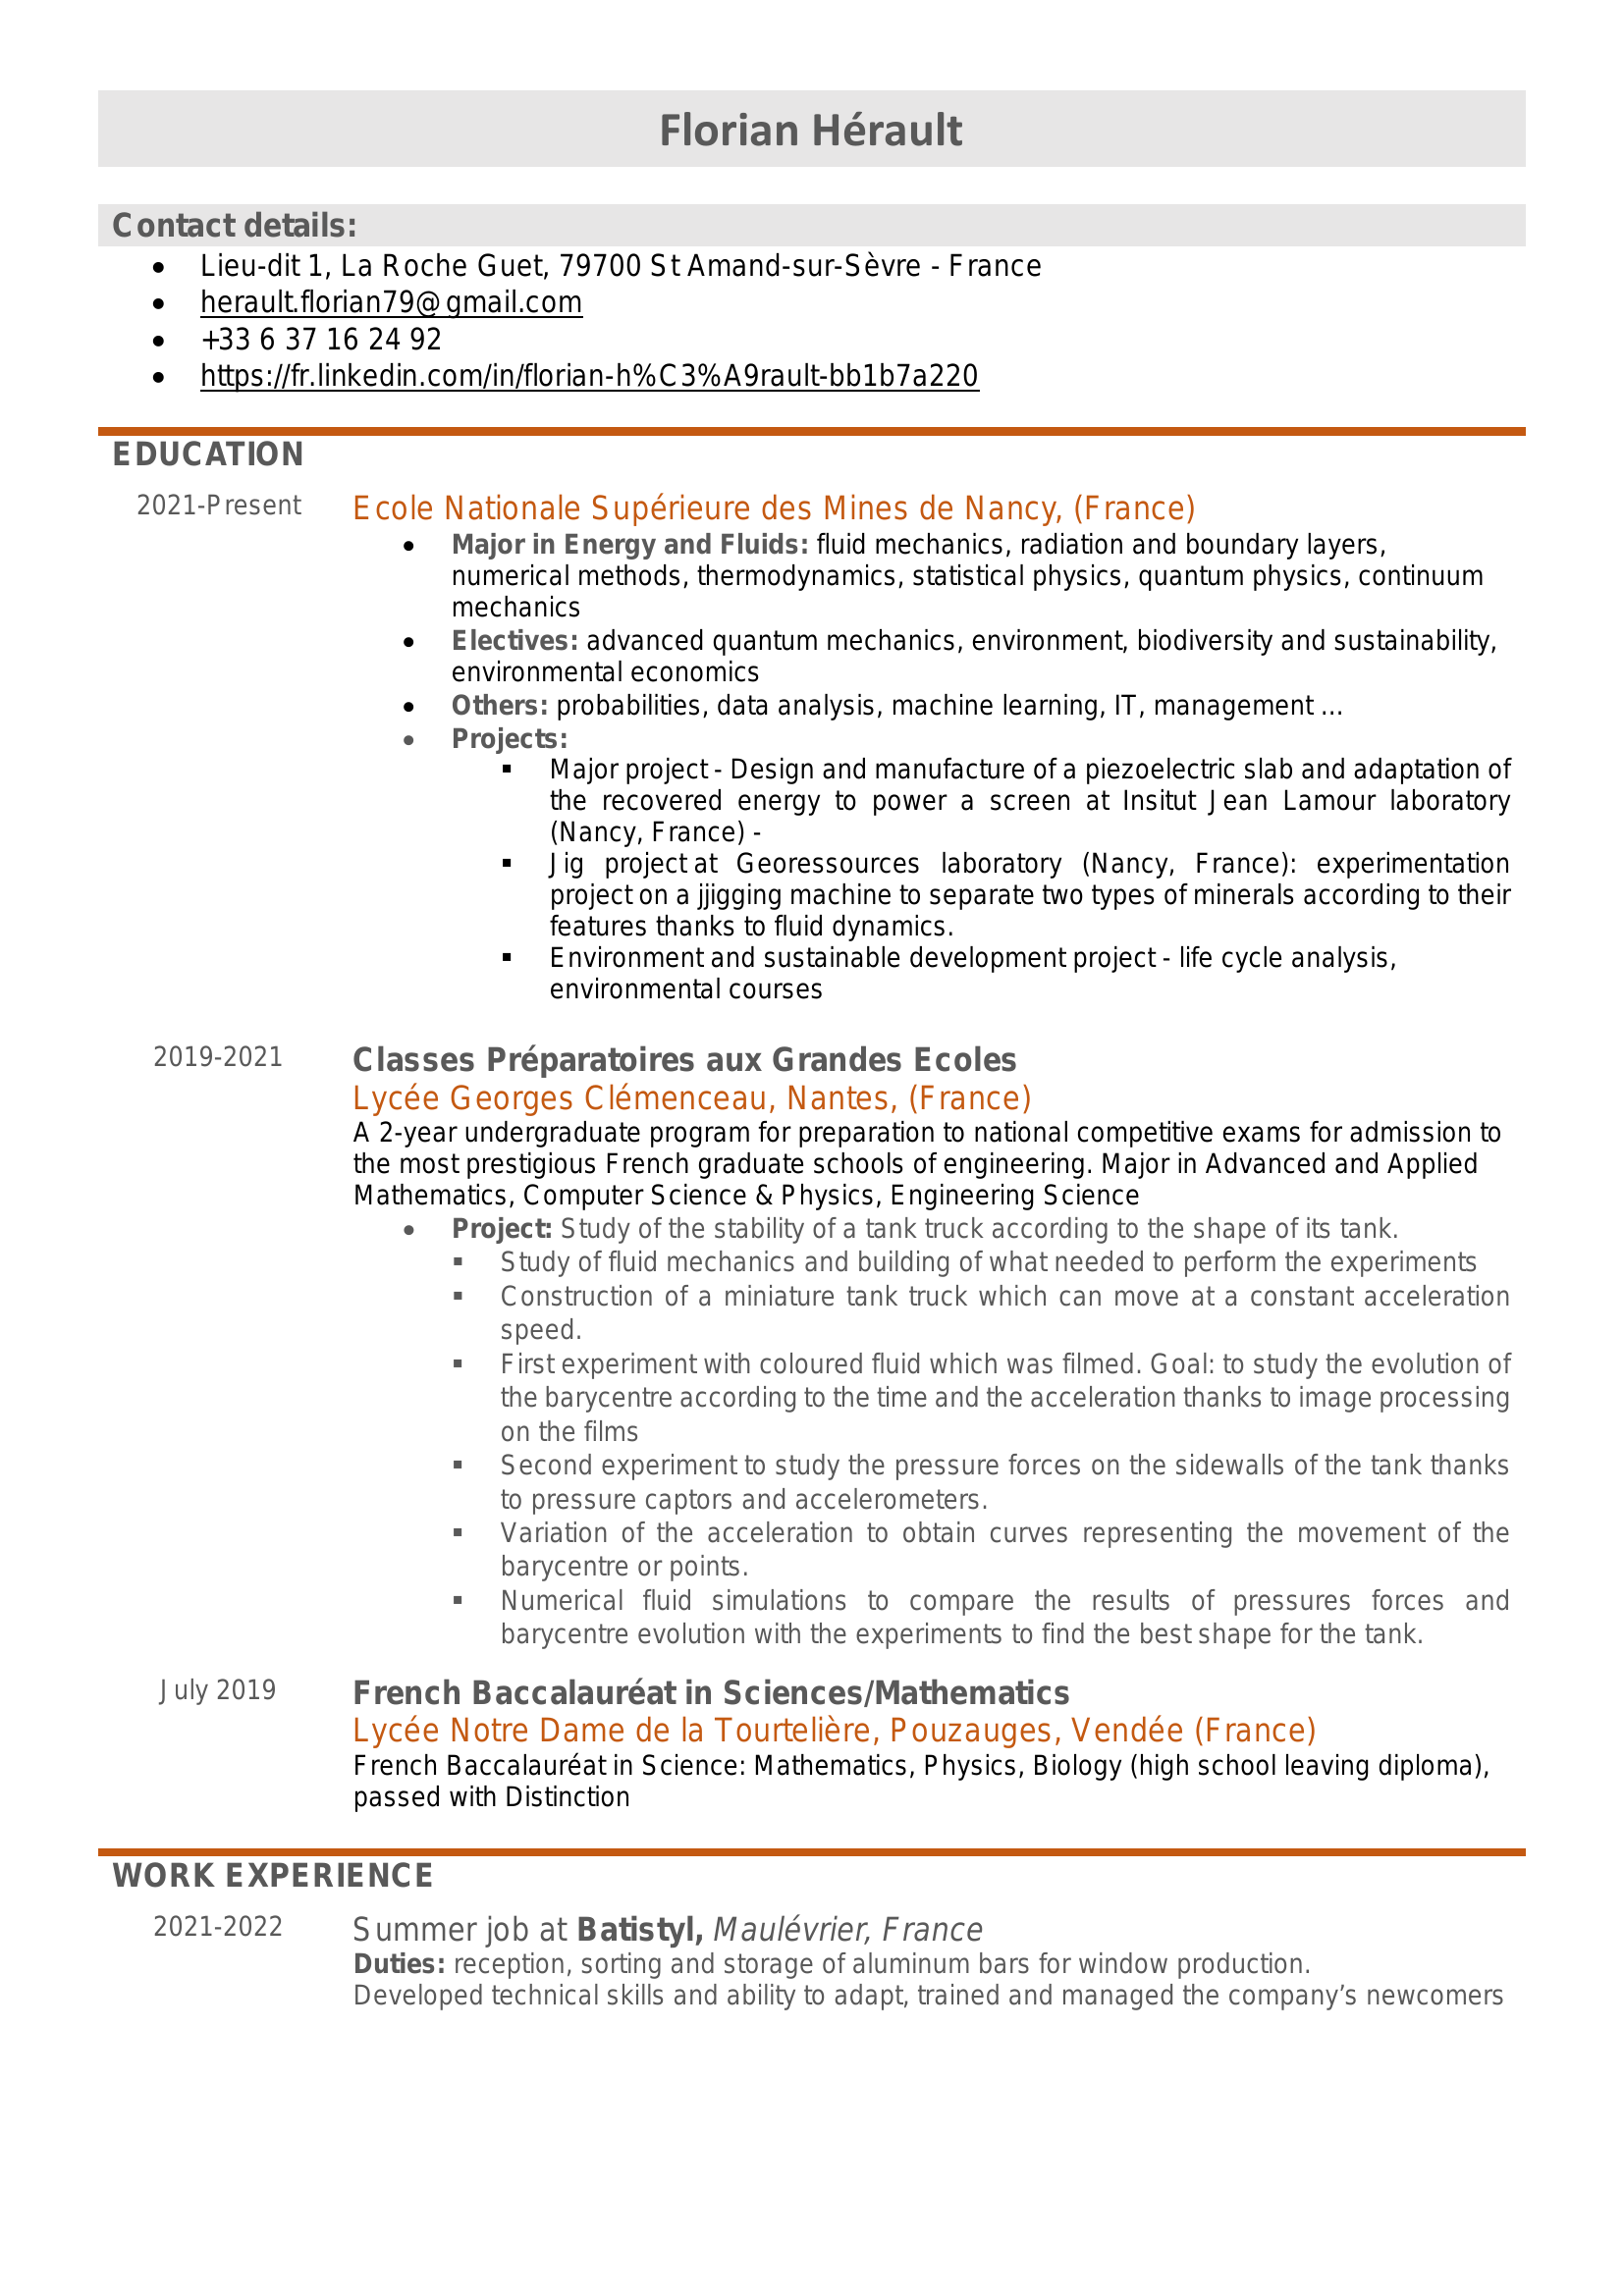 Florian Hérault
Contact details:
• Lieu-dit 1, La Roche Guet, 79700 St Amand-sur-Sèvre - France
• herault.florian79@gmail.com
• +33 6 37 16 24 92
• https://fr.linkedin.com/in/florian-h%C3%A9rault-bb1b7a220
EDUCATION
2021-Present Ecole Nationale Supérieure des Mines de Nancy, (France)
• Major in Energy and Fluids: fluid mechanics, radiation and boundary layers,
numerical methods, thermodynamics, statistical physics, quantum physics, continuum
mechanics
• Electives: advanced quantum mechanics, environment, biodiversity and sustainability,
environmental economics
• Others: probabilities, data analysis, machine learning, IT, management ...
• Projects:
▪ Major project - Design and manufacture of a piezoelectric slab and adaptation of
the recovered energy to power a screen at Insitut Jean Lamour laboratory
(Nancy, France) -
▪ Jig project at Georessources laboratory (Nancy, France): experimentation
project on a jjigging machine to separate two types of minerals according to their
features thanks to fluid dynamics.
▪ Environment and sustainable development project - life cycle analysis,
environmental courses
2019-2021 Classes Préparatoires aux Grandes Ecoles
Lycée Georges Clémenceau, Nantes, (France)
A 2-year undergraduate program for preparation to national competitive exams for admission to
the most prestigious French graduate schools of engineering. Major in Advanced and Applied
Mathematics, Computer Science & Physics, Engineering Science
• Project: Study of the stability of a tank truck according to the shape of its tank.
▪ Study of fluid mechanics and building of what needed to perform the experiments
▪ Construction of a miniature tank truck which can move at a constant acceleration
speed.
▪ First experiment with coloured fluid which was filmed. Goal: to study the evolution of
the barycentre according to the time and the acceleration thanks to image processing
on the films
▪ Second experiment to study the pressure forces on the sidewalls of the tank thanks
to pressure captors and accelerometers.
▪ Variation of the acceleration to obtain curves representing the movement of the
barycentre or points.
▪ Numerical fluid simulations to compare the results of pressures forces and
barycentre evolution with the experiments to find the best shape for the tank.
July 2019 French Baccalauréat in Sciences/Mathematics
Lycée Notre Dame de la Tourtelière, Pouzauges, Vendée (France)
French Baccalauréat in Science: Mathematics, Physics, Biology (high school leaving diploma),
passed with Distinction
WORK EXPERIENCE
2021-2022 Summer job at Batistyl, Maulévrier, France
Duties: reception, sorting and storage of aluminum bars for window production.
Developed technical skills and ability to adapt, trained and managed the company’s newcomers